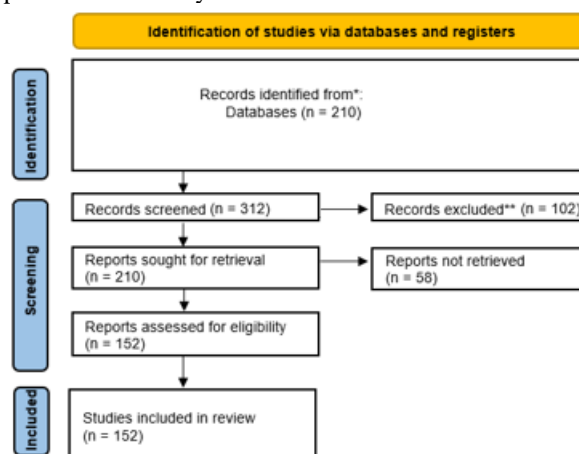 Identification of studies via databases and registers
Identification
Records identified from*:
Databases (n = 210)
Screening
Records screened (n = 312)
Records excluded** (n = 102)
Reports sought for retrieval
(n = 210)
Reports not retrieved
(n = 58)
Reports assessed for eligibility
(n = 152)
Included
Studies included in review
(n = 152)